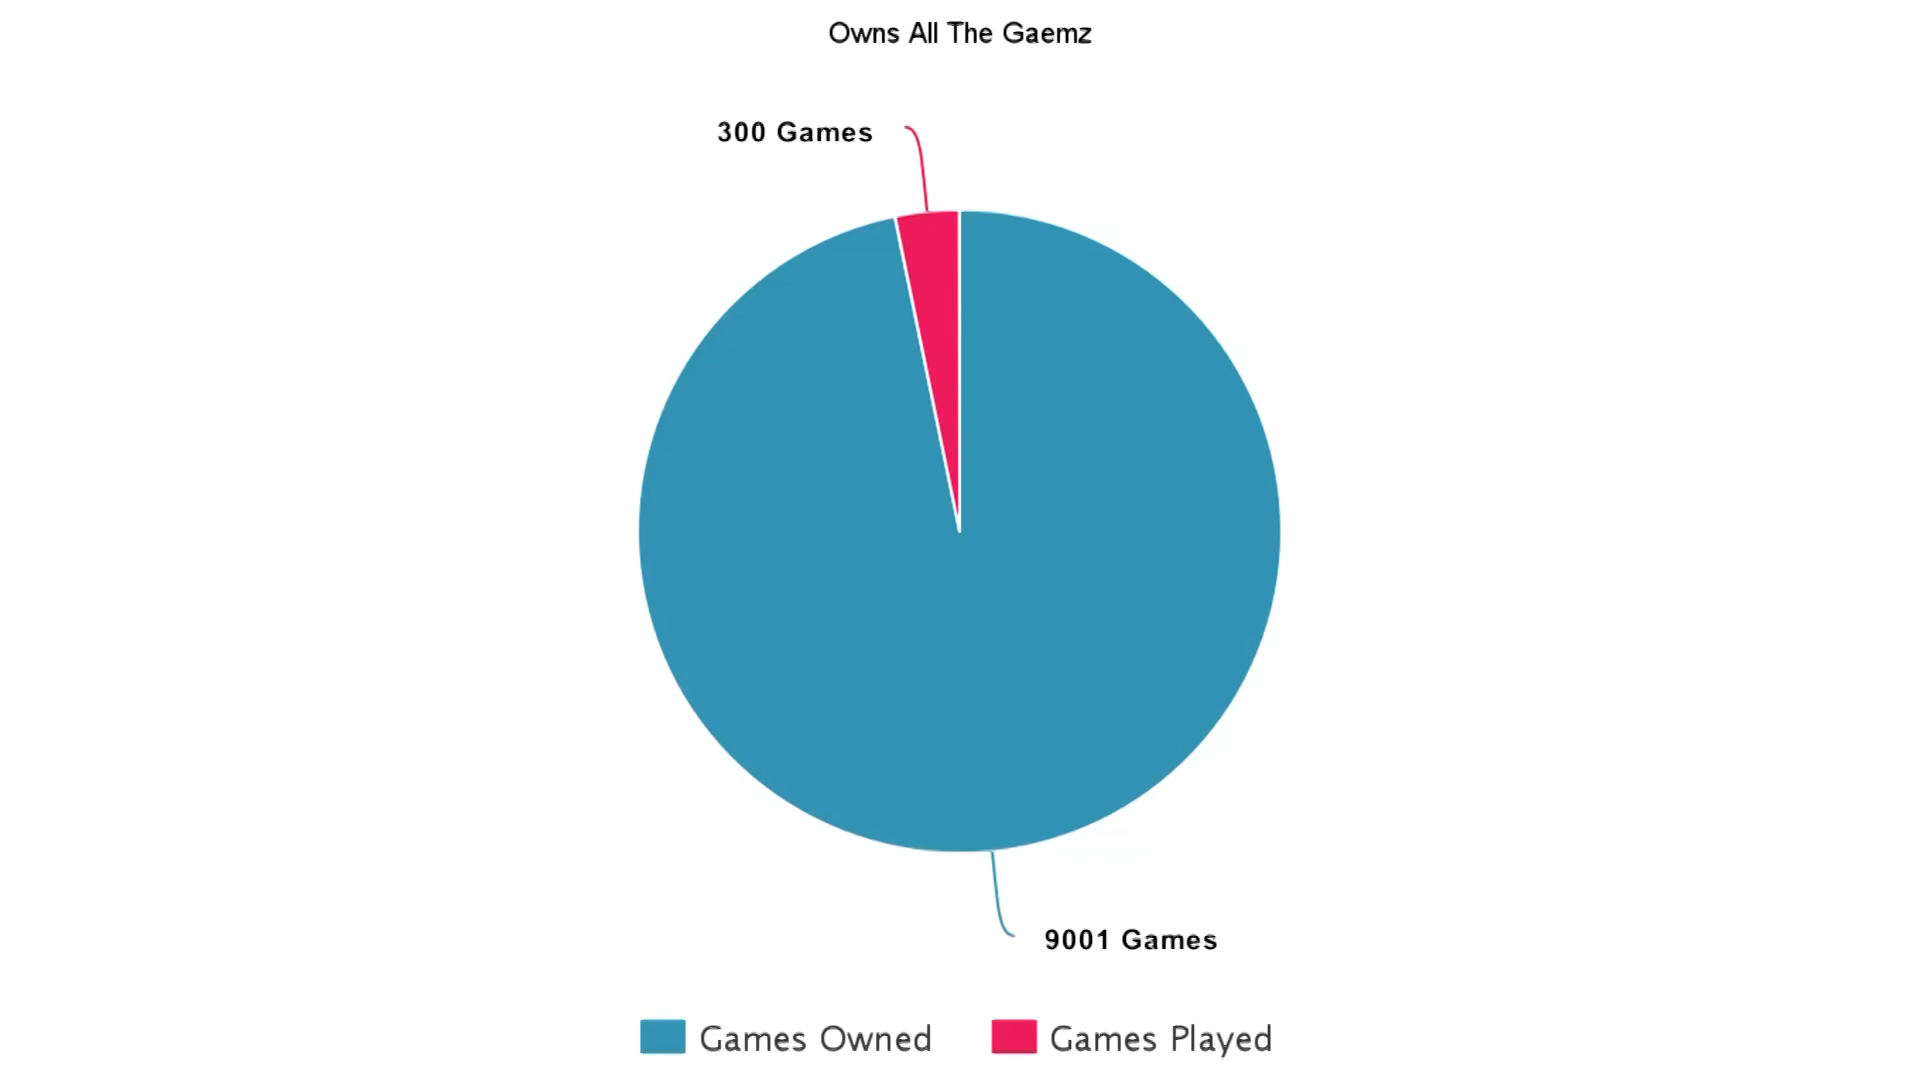 Owns All The Gaemz
300 Games
9001 Games
Games Owned
Games Played